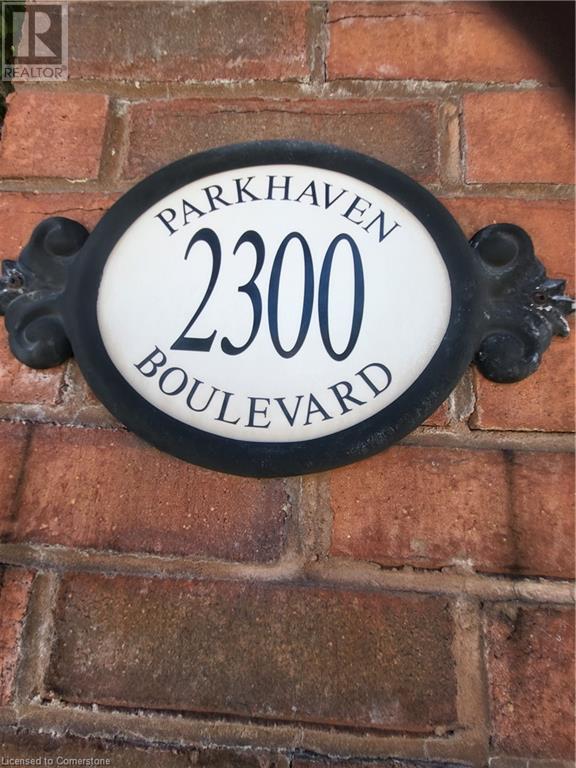 R
REALTOR
PARKHAVEN
2300
BOULEVARD
Licensed to Cornerstone